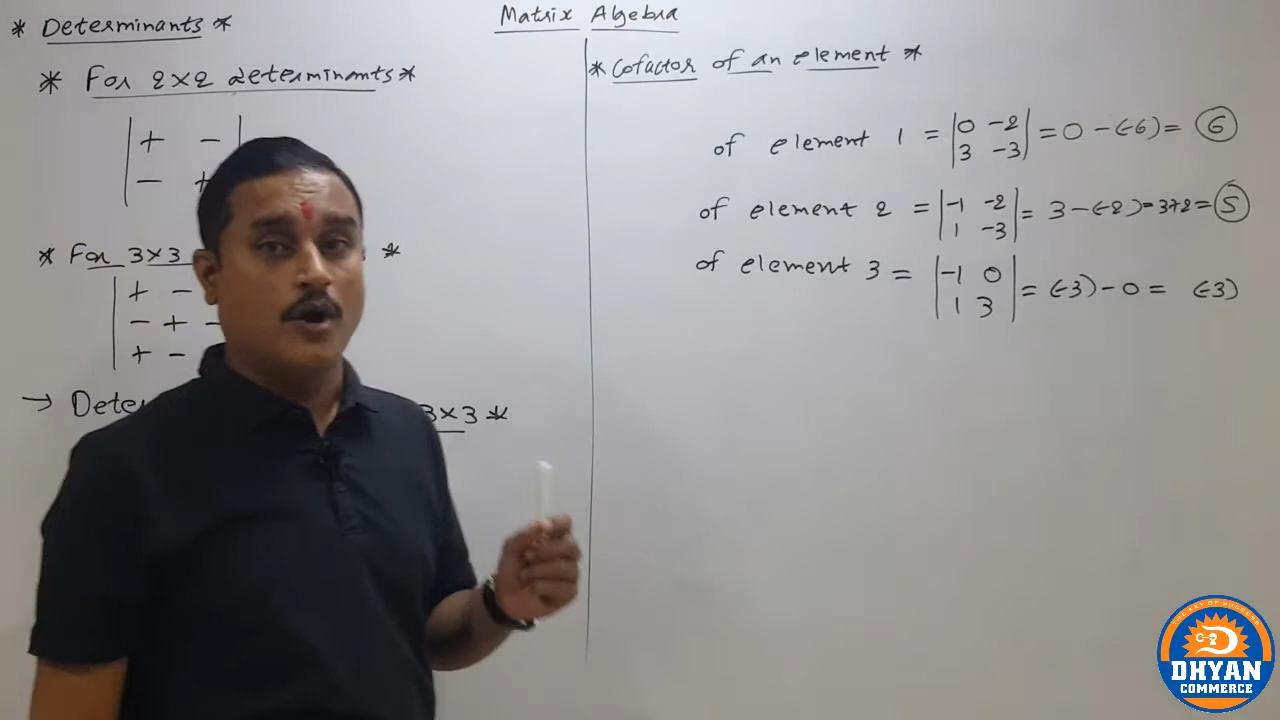 Matrix Algebra
* Determinants *
* For 2×2 determinants *
+ -
- +
* For 3×3 *
+ -
- + -
+ -
→ Deter 3×3 *
* Cofactor of an element *
of element 1 = |0 -2| = 0 - (-6) = 6
|3 -3|
of element 2 = |-1 -2| = 3 - (-2) = 3+2 = 5
|1 -3|
of element 3 = |-1 0| = (-3) - 0 = (-3)
|1 3|
DHYAN
COMMERCE